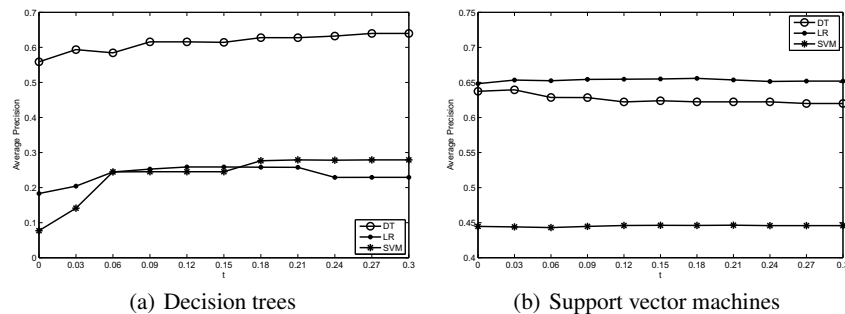 0.7
0.6
0.5
0.4
0.3
0.2
0.1
0
Average Precision
0 0.03 0.06 0.09 0.12 0.15 0.18 0.21 0.24 0.27 0.3
t
DT
LR
SVM
(a) Decision trees
0.75
0.7
0.65
0.6
0.55
0.5
0.45
0.4
Average Precision
0 0.03 0.06 0.09 0.12 0.15 0.18 0.21 0.24 0.27 0.3
t
DT
LR
SVM
(b) Support vector machines